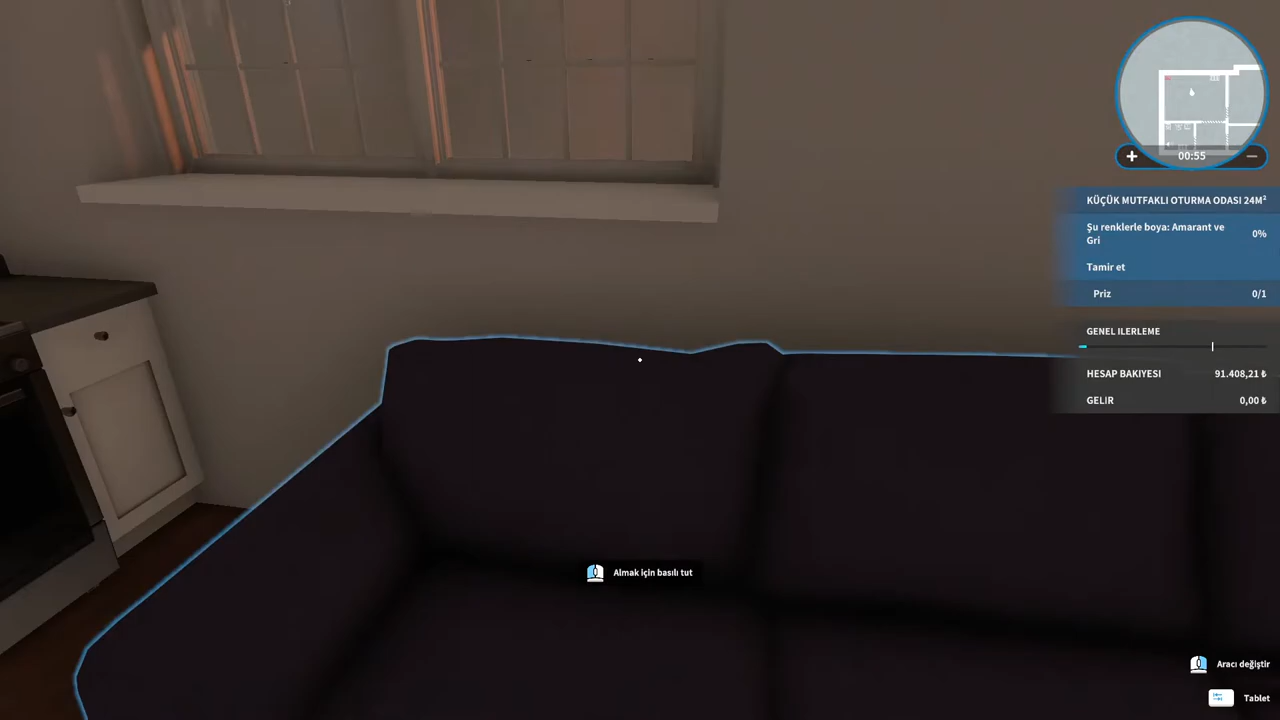 00:55
KÜÇÜK MUTFAKLI OTURMA ODASI 24M²
Şu renklerle boya: Amarant ve
Gri
0%
Tamir et
Priz 0/1
GENEL ILERLEME
HESAP BAKIYESI 91.408,21 ₺
GELIR 0,00 ₺
Almak için basılı tut
Aracı değiştir
Tablet